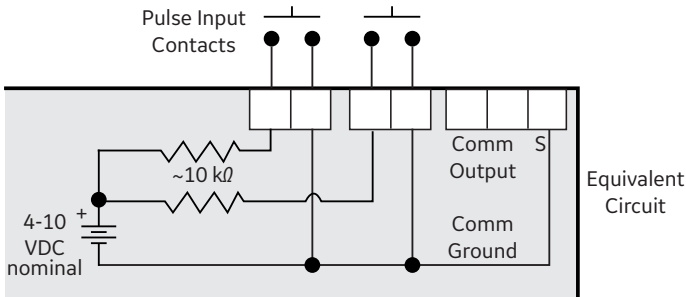 Pulse Input
Contacts
Comm
Output
S
~10 kΩ
Equivalent
Circuit
+
4-10
VDC
nominal
Comm
Ground